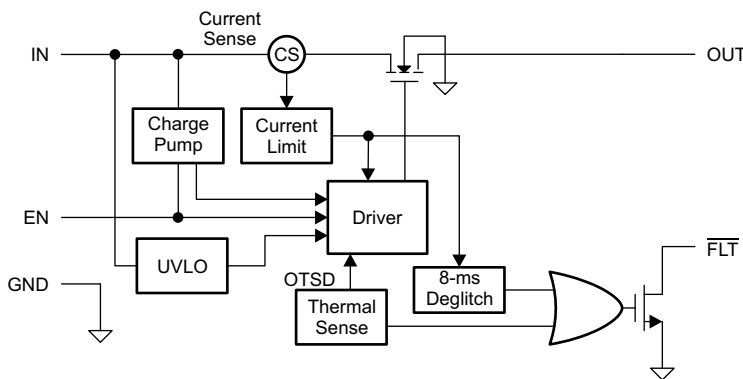 Current
Sense
IN
CS
OUT
Charge
Pump
Current
Limit
EN
Driver
FLT
UVLO
GND
OTSD
8-ms
Deglitch
Thermal
Sense